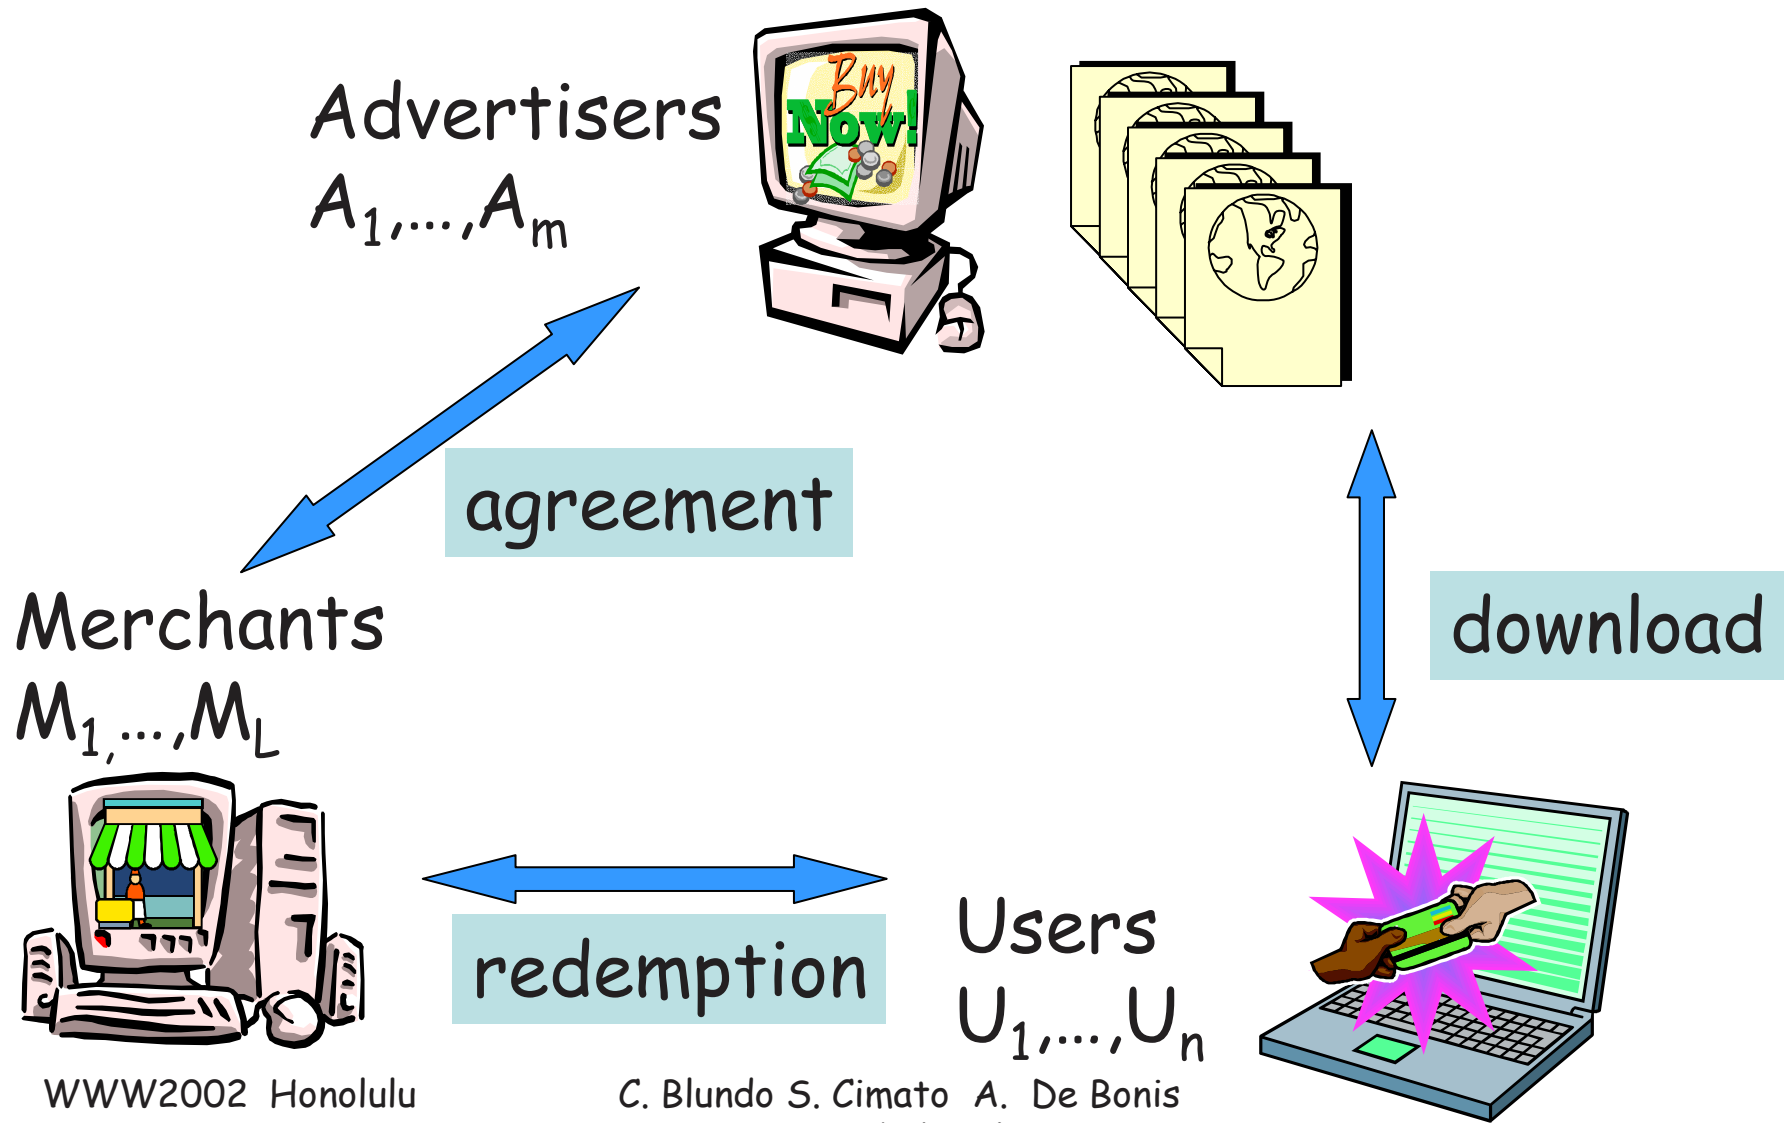 Advertisers
A₁,...,Aₘ
Buy
Now!
agreement
Merchants
M₁,...,M_L
download
redemption
Users
U₁,...,Uₙ
WWW2002 Honolulu
C. Blundo S. Cimato A. De Bonis